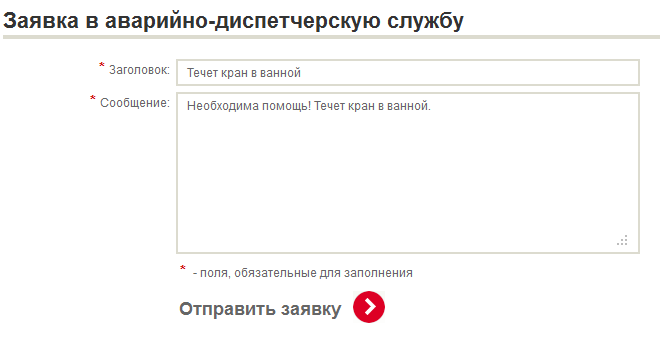 Заявка в аварийно-диспетчерскую службу
* Заголовок: Течет кран в ванной
* Сообщение: Необходима помощь! Течет кран в ванной.
* - поля, обязательные для заполнения
Отправить заявку